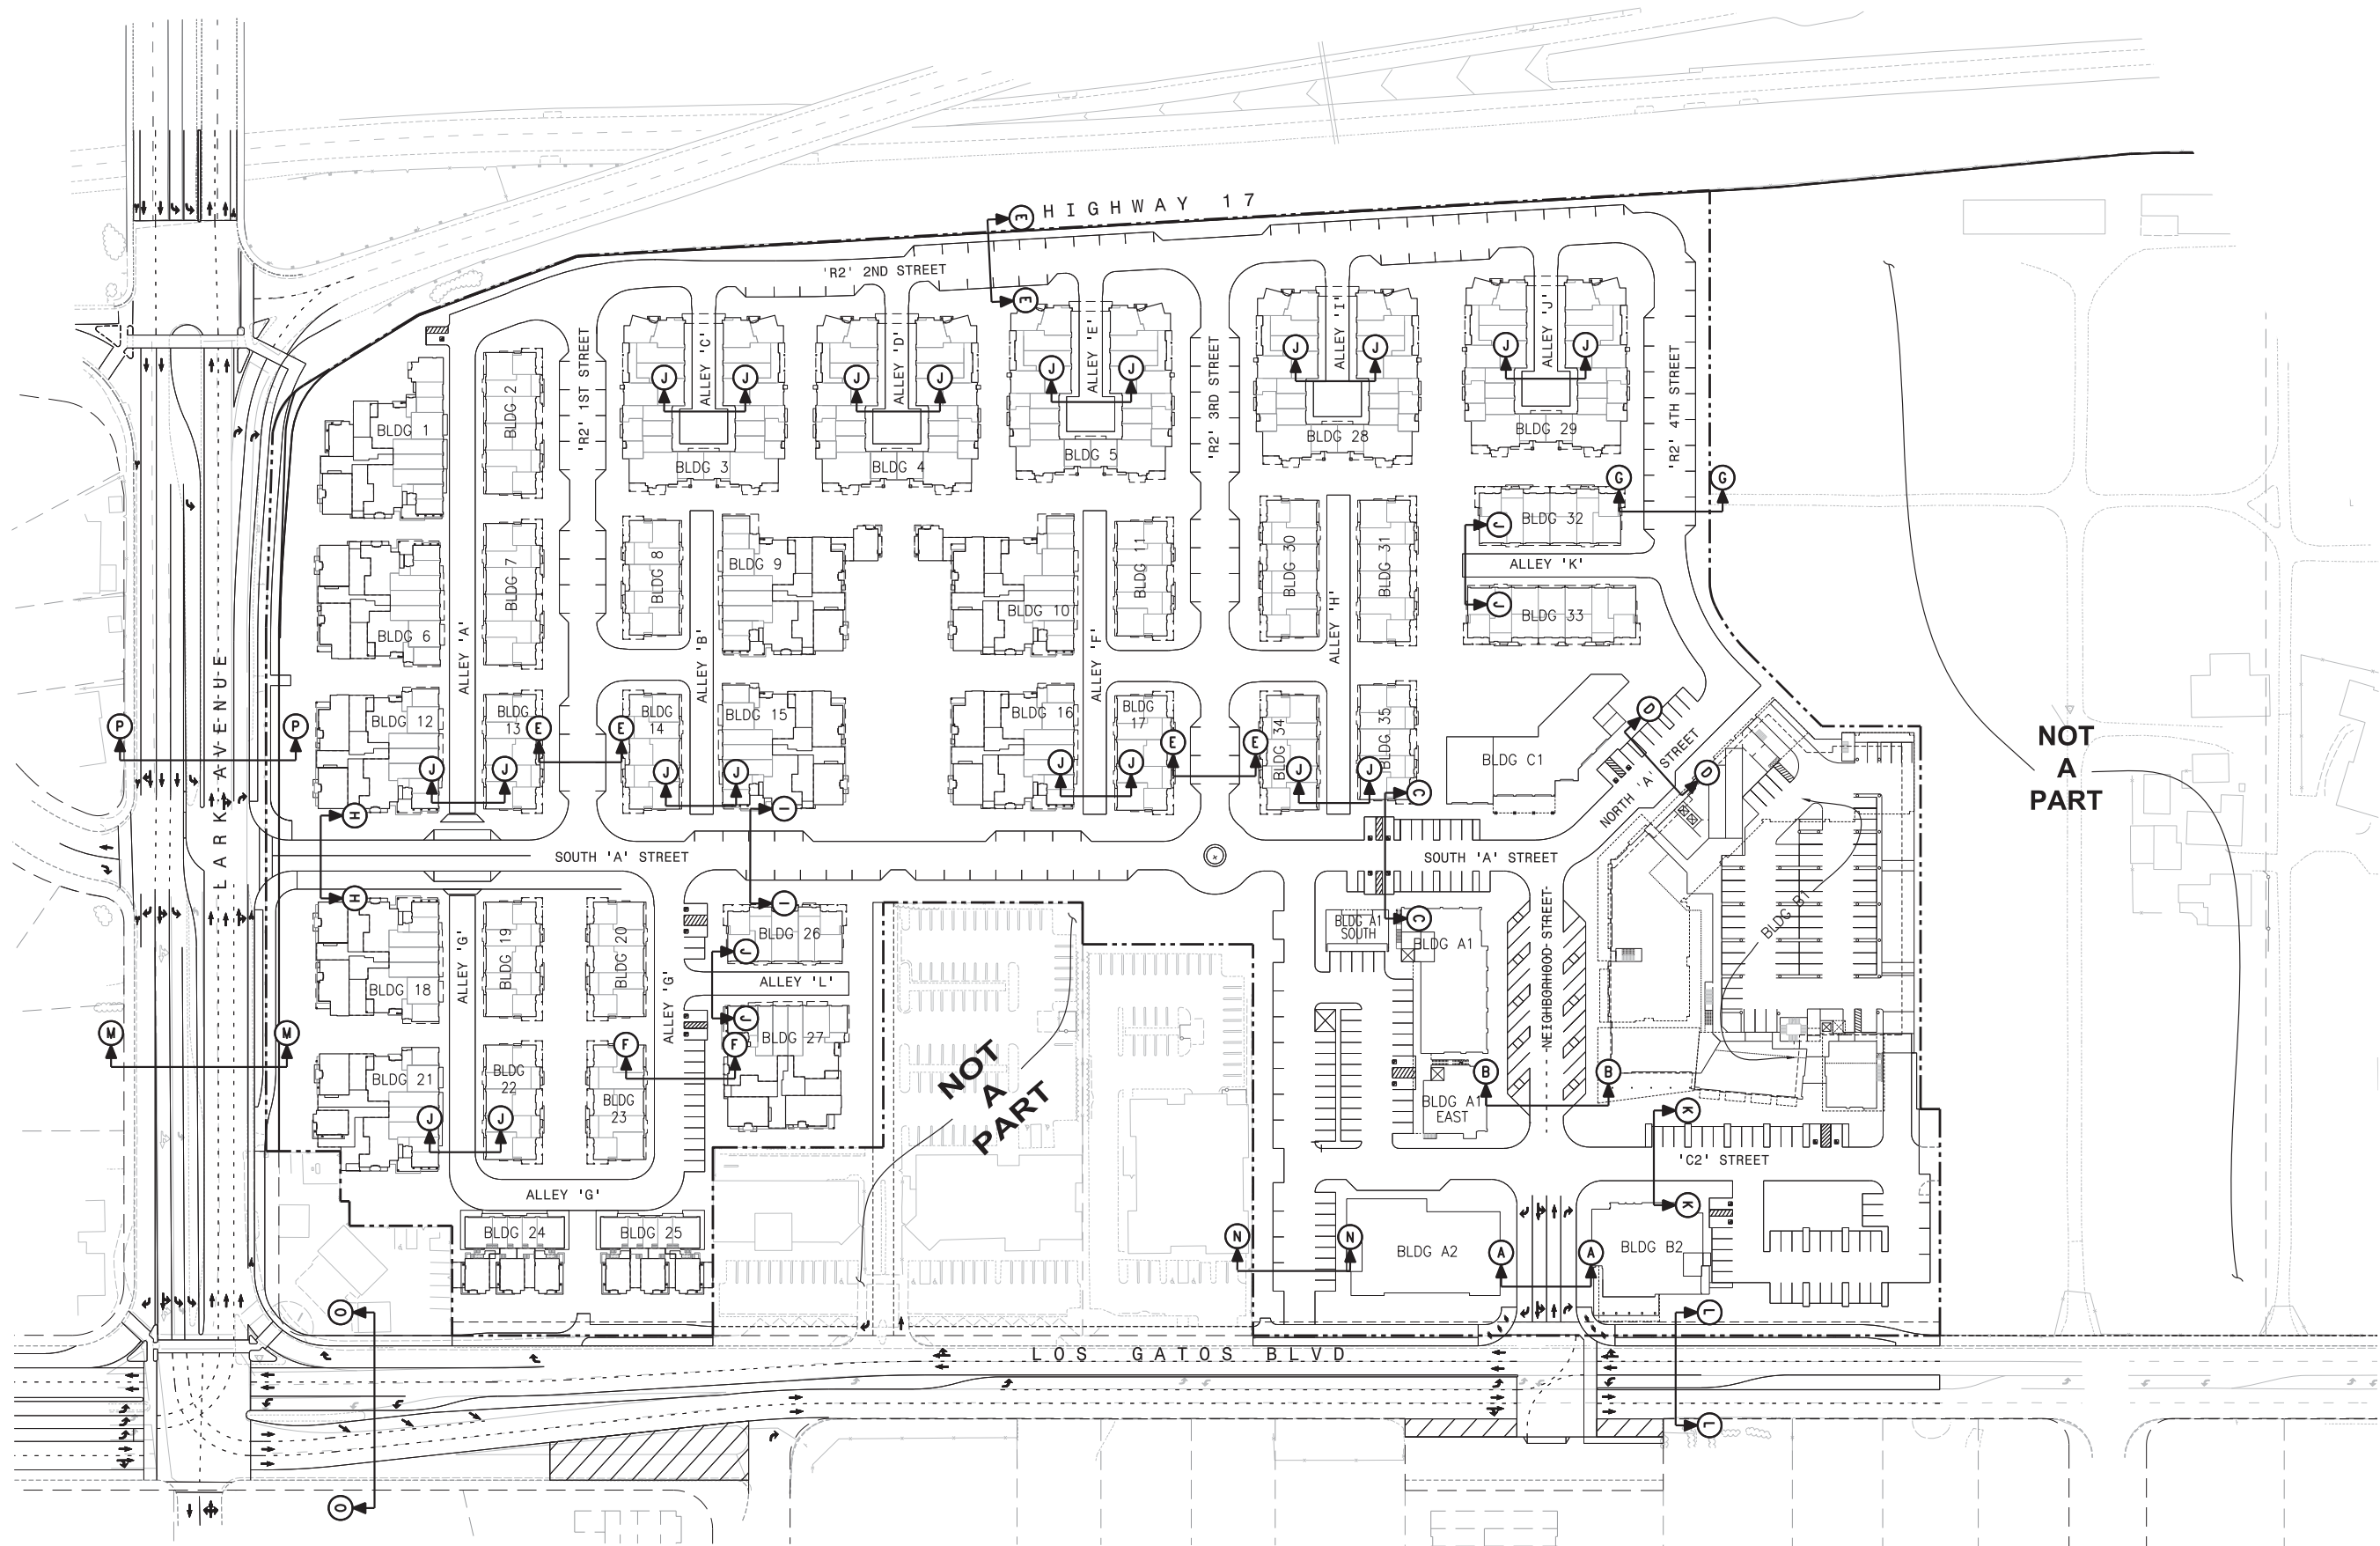 HIGHWAY 17
E
'R2' 2ND STREET
E
'R2' 1ST STREET
ALLEY 'C'
ALLEY 'D'
ALLEY 'E'
'R2' 3RD STREET
ALLEY 'I'
ALLEY 'J'
'R2' 4TH STREET
J
J
J
J
J
J
J
J
J
J
BLDG 1
BLDG 2
BLDG 3
BLDG 4
BLDG 5
BLDG 28
BLDG 29
G
G
J
BLDG 32
ALLEY 'K'
J
BLDG 33
BLDG 6
BLDG 7
BLDG 8
BLDG 9
BLDG 10
BLDG 11
BLDG 30
BLDG 31
ALLEY 'A'
ALLEY 'B'
ALLEY 'F'
ALLEY 'H'
LARK AVENUE
P
P
BLDG 12
BLDG
13
E
E
BLDG
14
BLDG 15
BLDG 16
BLDG
17
E
E
BLDG 34
BLDG 35
BLDG C1
D
D
NORTH 'A' STREET
J
J
J
J
J
J
J
J
C
H
I
SOUTH 'A' STREET
SOUTH 'A' STREET
NOT
A
PART
H
I
C
BLDG 18
ALLEY 'G'
BLDG 19
BLDG 20
ALLEY 'G'
J
BLDG 26
ALLEY 'L'
J
BLDG 27
BLDG A1
SOUTH
BLDG A1
NEIGHBORHOOD STREET
BLDG B1
M
M
F
F
BLDG 21
BLDG
22
BLDG
23
J
J
NOT
A
PART
B
B
BLDG A1
EAST
K
'C2' STREET
K
ALLEY 'G'
BLDG 24
BLDG 25
N
N
BLDG A2
A
A
BLDG B2
O
L
LOS GATOS BLVD
L
O